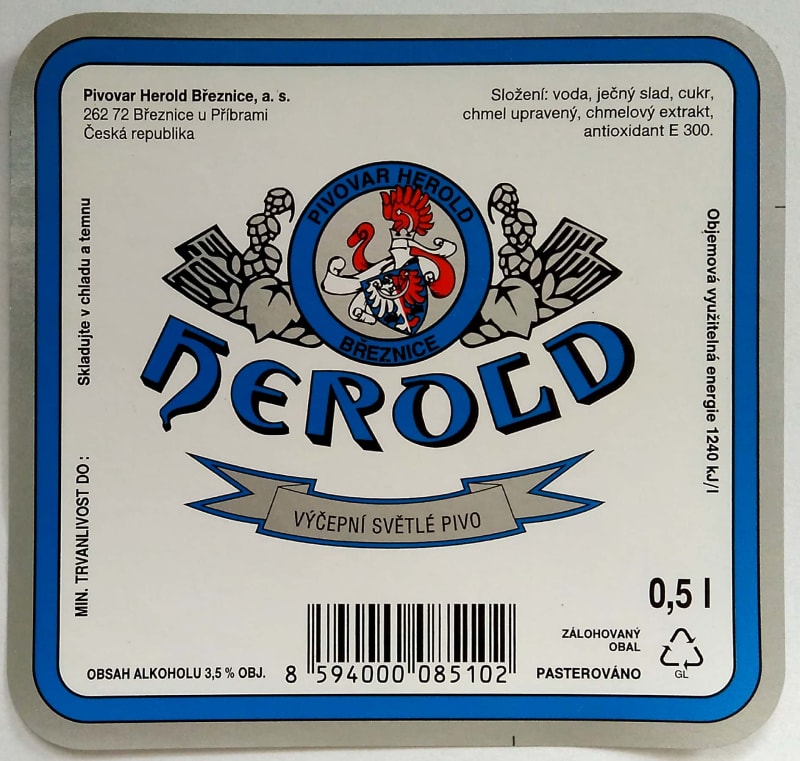 Pivovar Herold Březnice, a. s.
262 72 Březnice u Příbrami
Česká republika
Složení: voda, ječný slad, cukr,
chmel upravený, chmelový extrakt,
antioxidant E 300.
Skladujte v chladu a temnu
MIN. TRVANLIVOST DO :
PIVOVAR HEROLD
BŘEZNICE
HEROLD
VÝČEPNÍ SVĚTLÉ PIVO
Objemová využitelná energie 1240 kJ/l
0,5 l
ZÁLOHOVANÝ
OBAL
GL
OBSAH ALKOHOLU 3,5 % OBJ.
8 594000 085102
PASTEROVÁNO